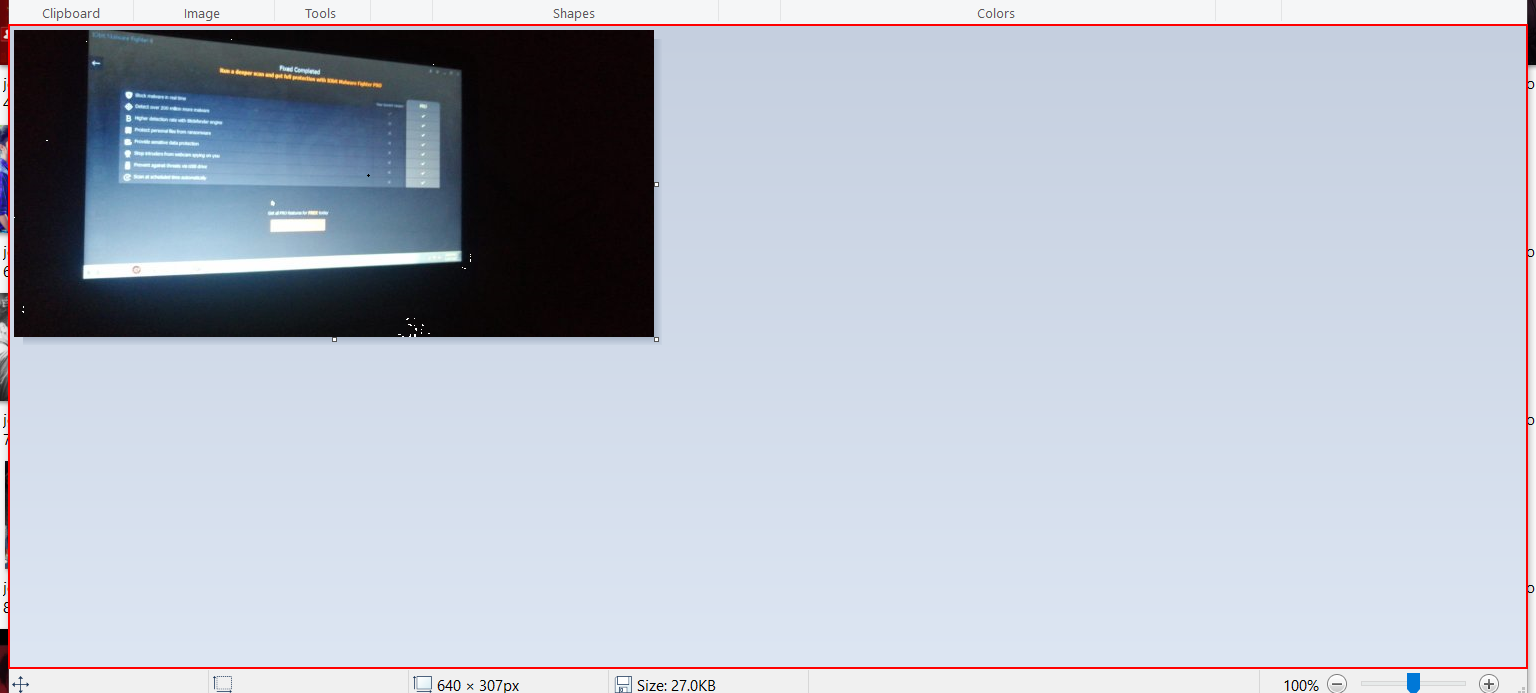 Clipboard Image Tools Shapes Colors
IObit Malware Fighter 8
Fixed Completed
Run a deeper scan and get full protection with IObit Malware Fighter PRO
PRO
Block malware in real time
Detect over 200 million more malware
Higher detection rate with Bitdefender engine
Protect personal files from ransomware
Provide sensitive data protection
Stop intruders from webcam spying on you
Prevent against threats via USB drive
Scan at scheduled time automatically
Get all PRO features for FREE
640 × 307px
Size: 27.0KB
100%